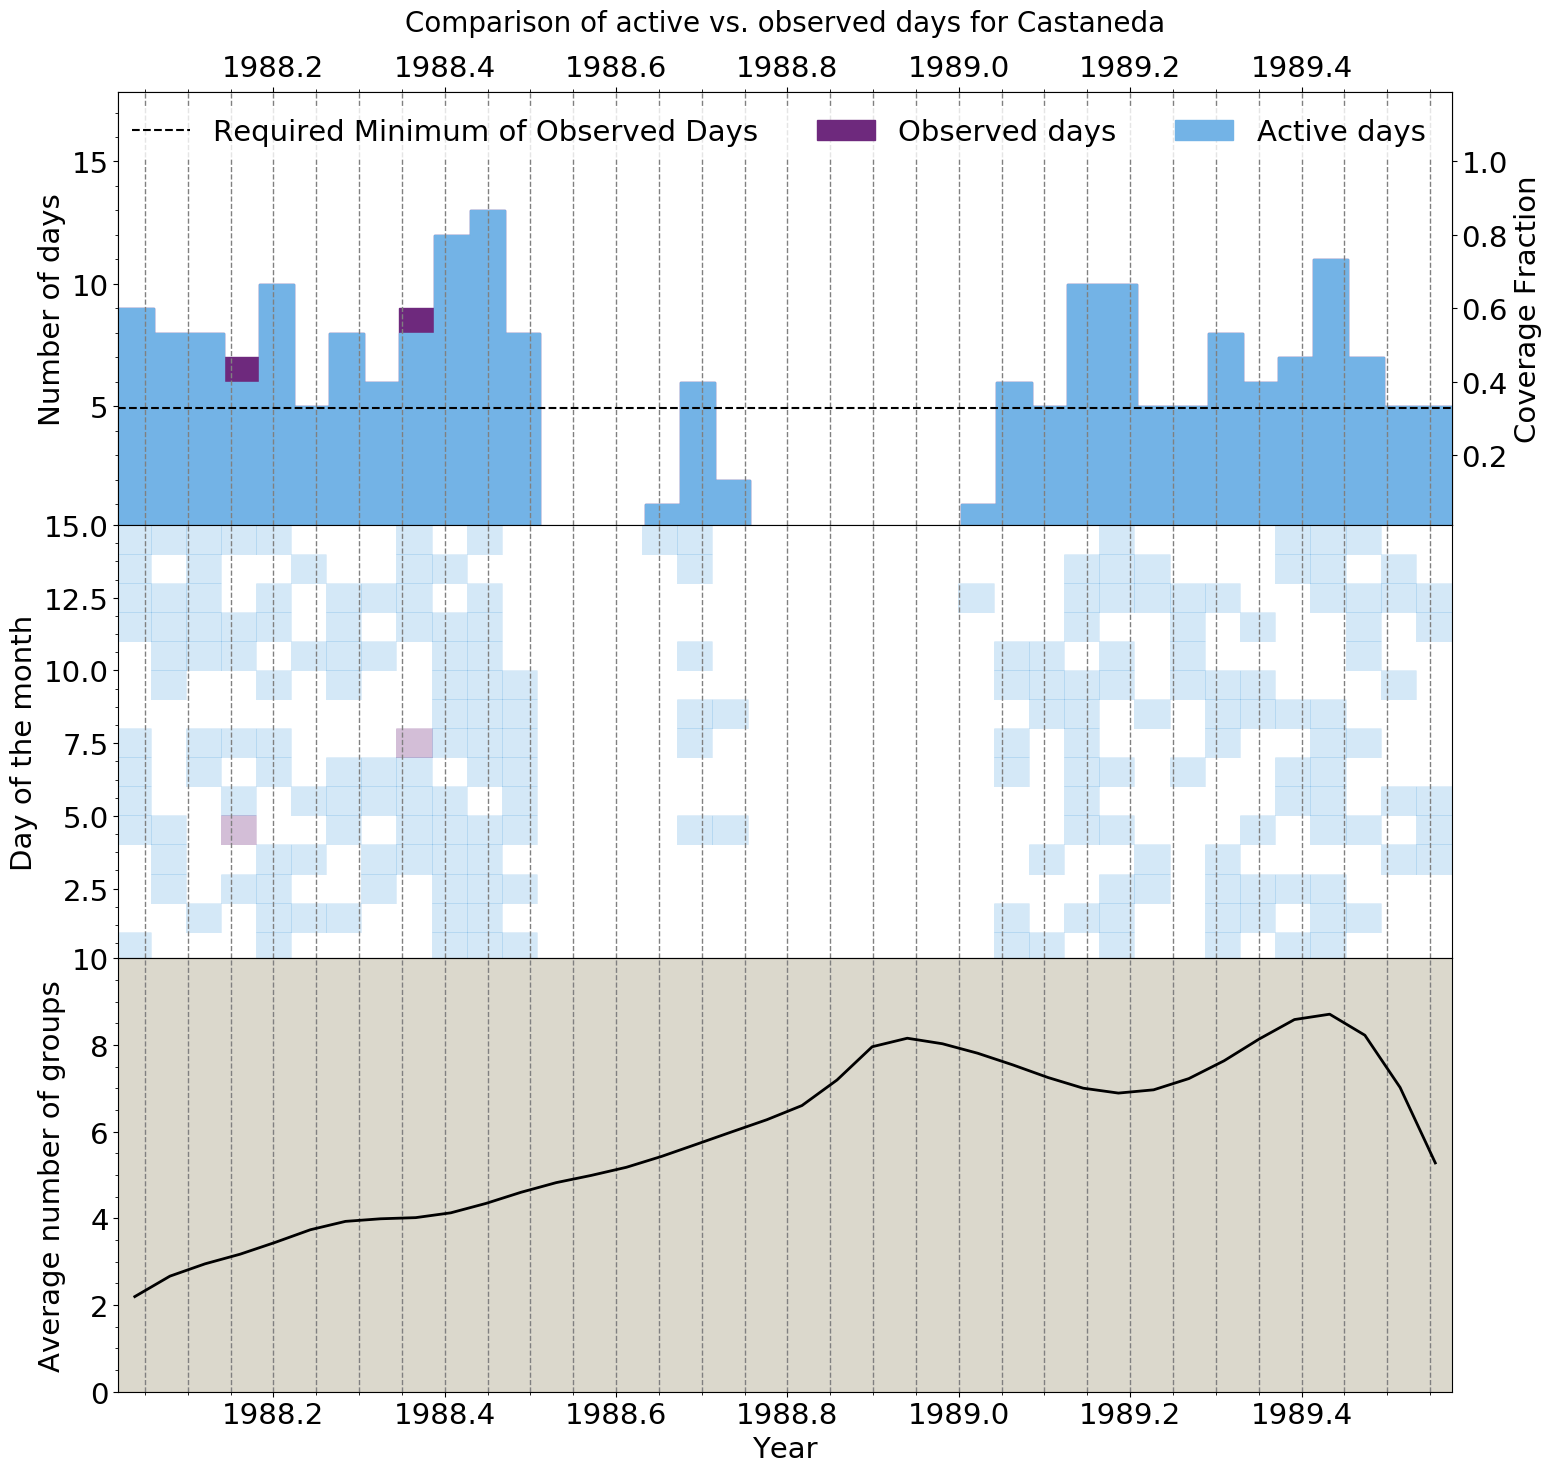 Comparison of active vs. observed days for Castaneda
1988.2 1988.4 1988.6 1988.8 1989.0 1989.2 1989.4
Required Minimum of Observed Days Observed days Active days
Number of days
15
10
5
Coverage Fraction
1.0
0.8
0.6
0.4
0.2
Day of the month
15.0
12.5
10.0
7.5
5.0
2.5
Average number of groups
10
8
6
4
2
0
1988.2 1988.4 1988.6 1988.8 1989.0 1989.2 1989.4
Year